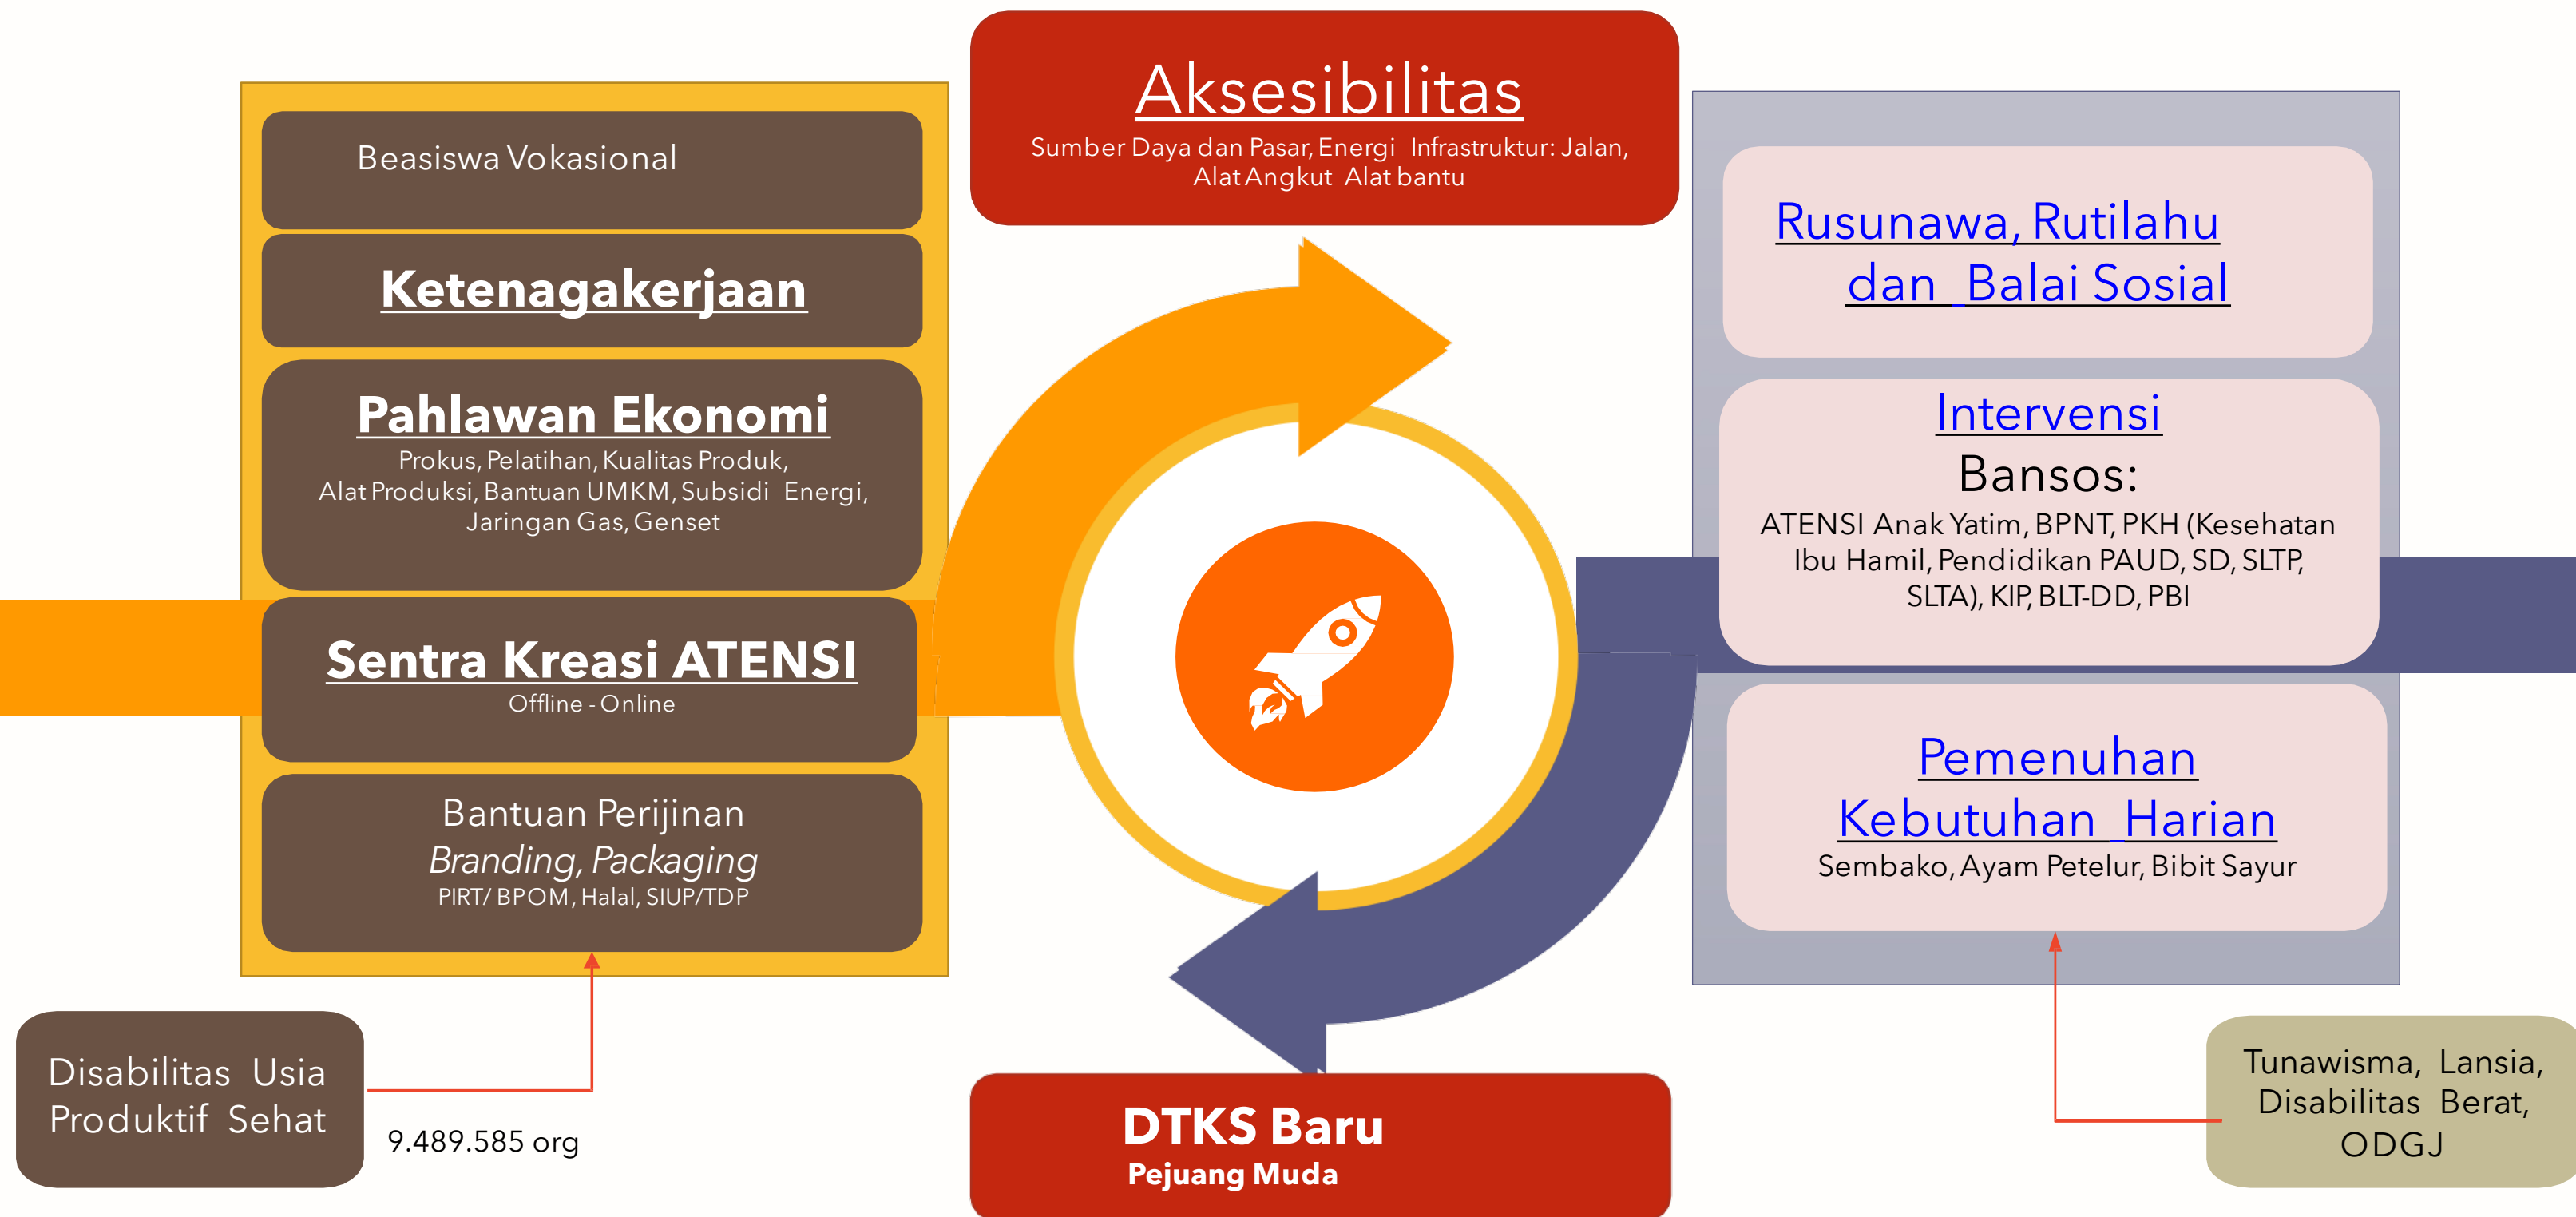 Aksesibilitas
Sumber Daya dan Pasar, Energi Infrastruktur: Jalan,
Alat Angkut Alat bantu
Beasiswa Vokasional
Ketenagakerjaan
Pahlawan Ekonomi
Prokus, Pelatihan, Kualitas Produk,
Alat Produksi, Bantuan UMKM, Subsidi Energi,
Jaringan Gas, Genset
Sentra Kreasi ATENSI
Offline - Online
Bantuan Perijinan
Branding, Packaging
PIRT/ BPOM, Halal, SIUP/TDP
Disabilitas Usia
Produktif Sehat
9.489.585 org
Rusunawa, Rutilahu
dan Balai Sosial
Intervensi
Bansos:
ATENSI Anak Yatim, BPNT, PKH (Kesehatan
Ibu Hamil, Pendidikan PAUD, SD, SLTP,
SLTA), KIP, BLT-DD, PBI
Pemenuhan
Kebutuhan Harian
Sembako, Ayam Petelur, Bibit Sayur
Tunawisma, Lansia,
Disabilitas Berat,
ODGJ
DTKS Baru
Pejuang Muda